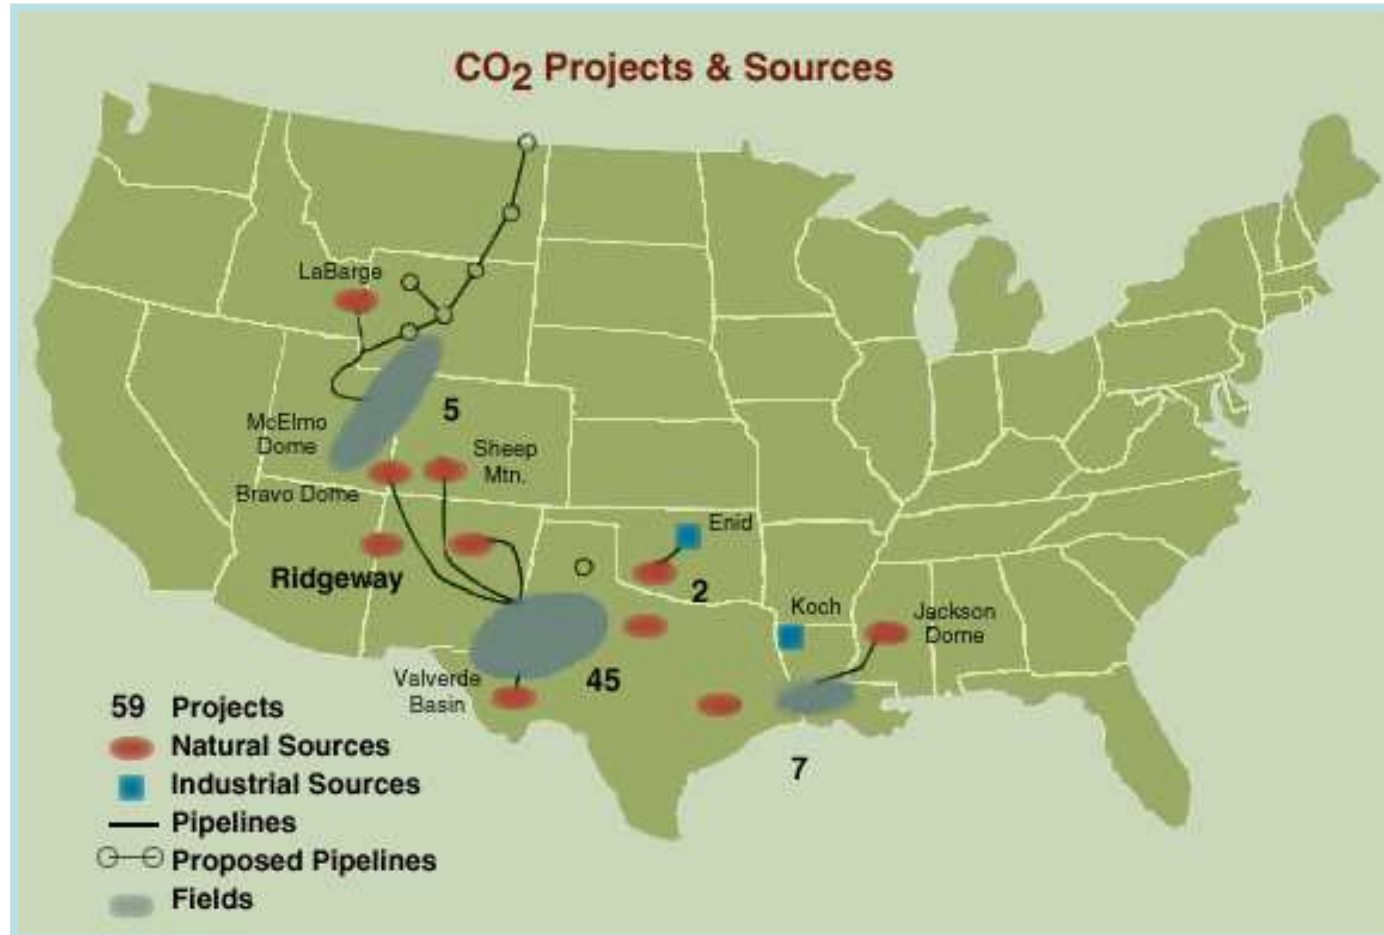 CO2 Projects & Sources
LaBarge
5
McElmo
Dome
Sheep
Mtn.
Bravo Dome
Enid
Ridgeway
2
Koch
Jackson
Dome
Valverde
Basin
45
7
59 Projects
Natural Sources
Industrial Sources
Pipelines
Proposed Pipelines
Fields